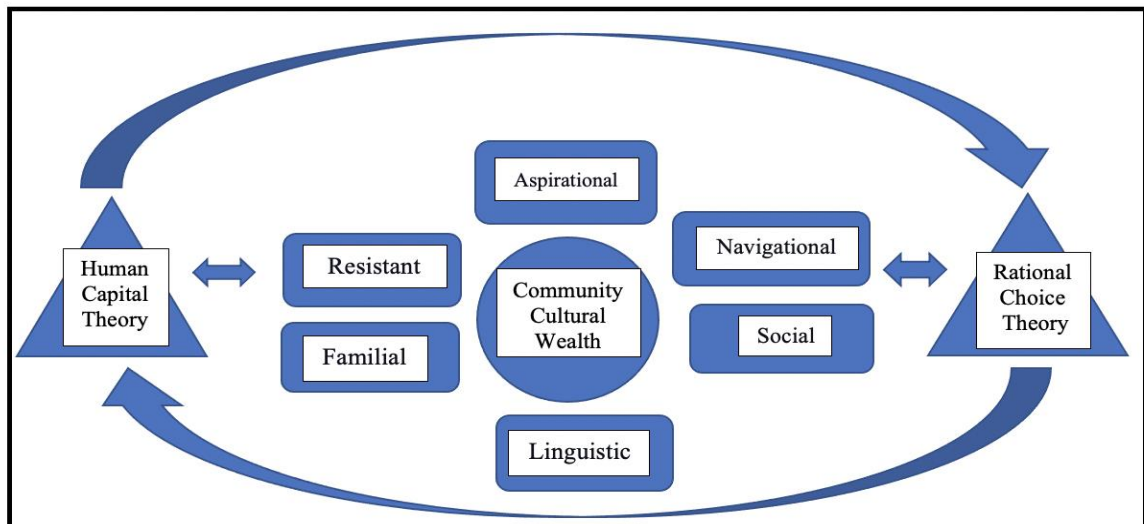 Aspirational
Navigational
Resistant
Human
Capital
Theory
Community
Cultural
Wealth
Rational
Choice
Theory
Familial
Social
Linguistic